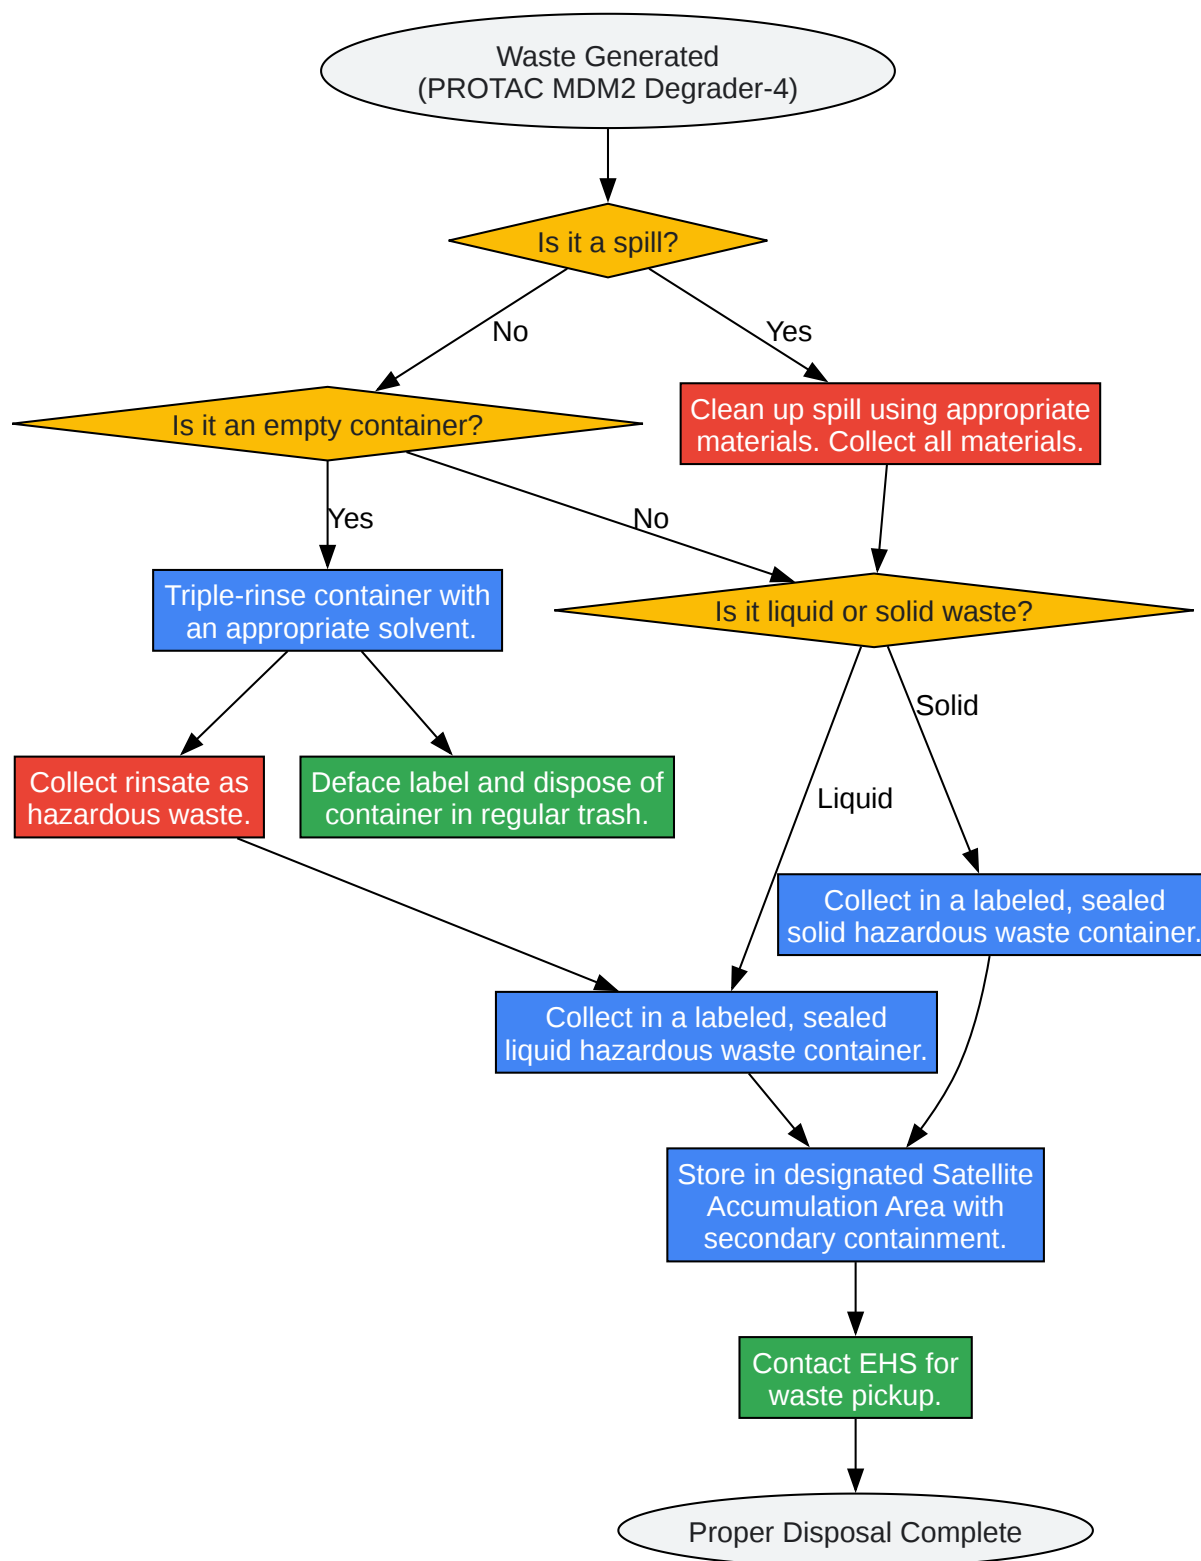 Waste Generated
(PROTAC MDM2 Degrader-4)
Is it a spill?
No
Yes
Is it an empty container?
Clean up spill using appropriate
materials. Collect all materials.
Yes
No
Triple-rinse container with
an appropriate solvent.
Is it liquid or solid waste?
Solid
Collect rinsate as
hazardous waste.
Deface label and dispose of
container in regular trash.
Liquid
Collect in a labeled, sealed
solid hazardous waste container.
Collect in a labeled, sealed
liquid hazardous waste container.
Store in designated Satellite
Accumulation Area with
secondary containment.
Contact EHS for
waste pickup.
Proper Disposal Complete